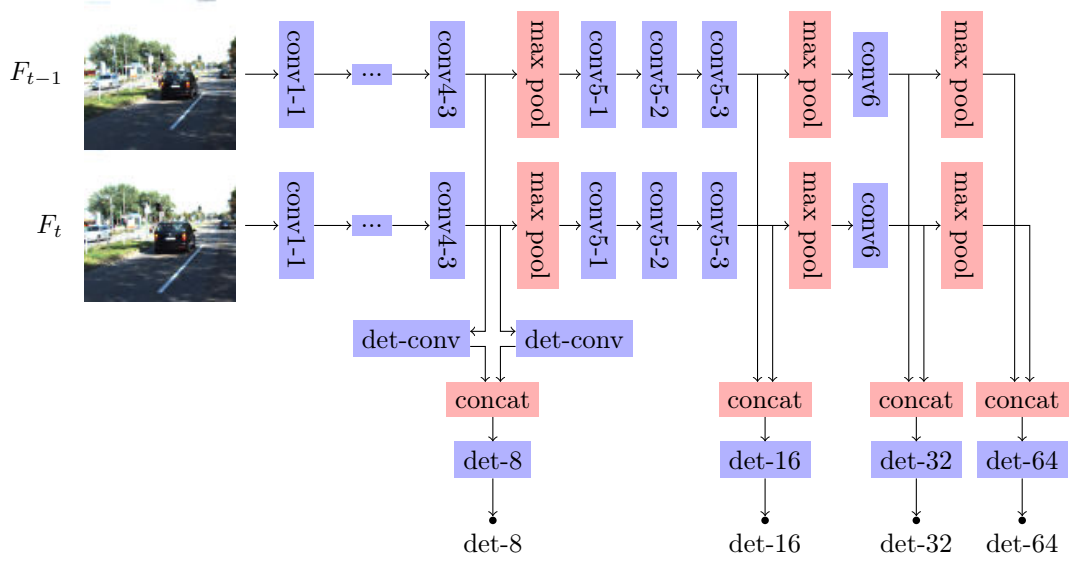 F_{t−1} conv1-1 ... conv4-3 max pool conv5-1 conv5-2 conv5-3 max pool conv6 max pool
F_t conv1-1 ... conv4-3 max pool conv5-1 conv5-2 conv5-3 max pool conv6 max pool
det-conv det-conv
concat concat concat concat
det-8 det-16 det-32 det-64
det-8 det-16 det-32 det-64